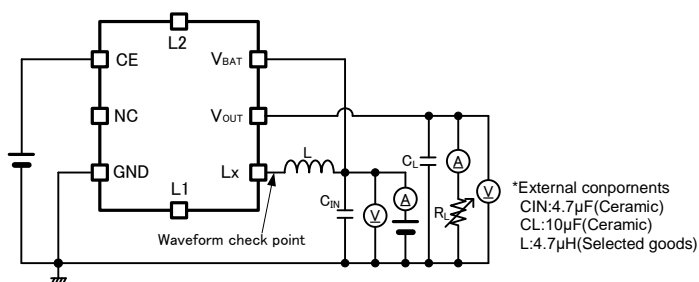 L2
CE
VBAT
NC
VOUT
GND
Lx
L
L1
CIN
V
A
CL
A
RL
V
Waveform check point
*External conpornents
CIN:4.7μF(Ceramic)
CL:10μF(Ceramic)
L:4.7μH(Selected goods)